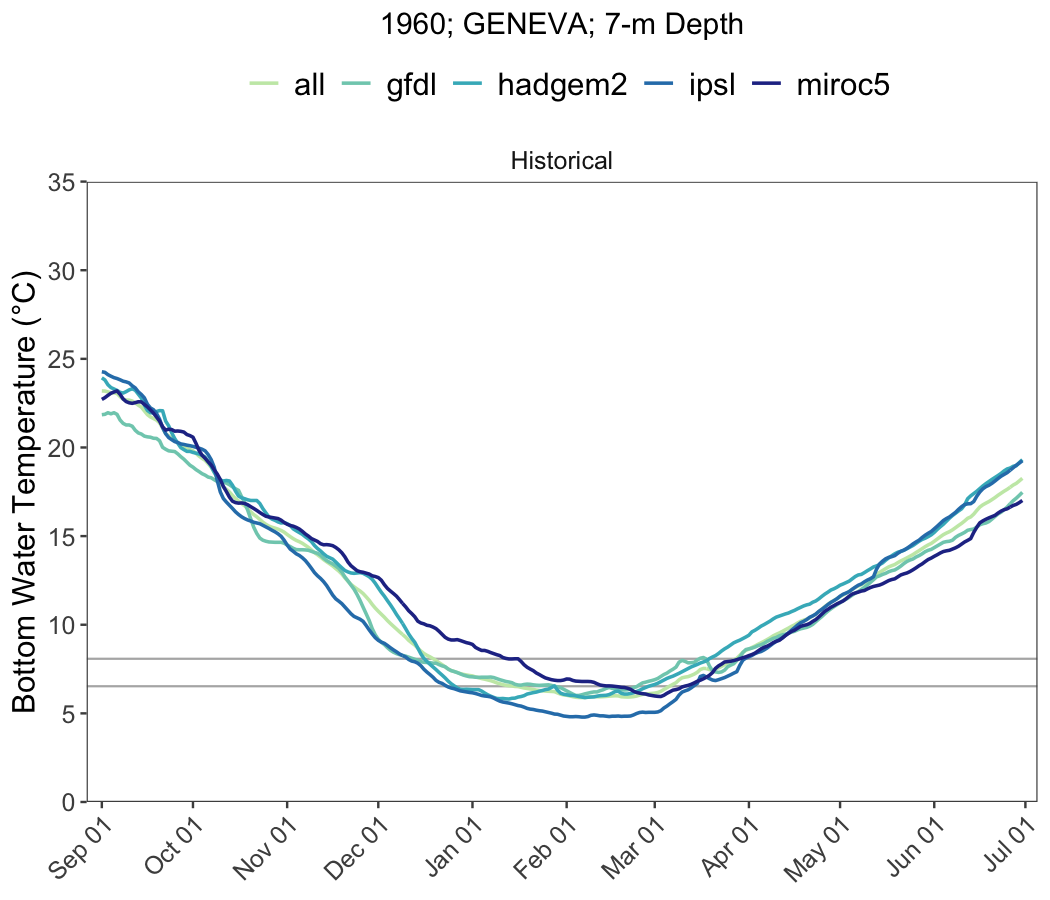 1960; GENEVA; 7-m Depth
all gfdl hadgem2 ipsl miroc5
Historical
Bottom Water Temperature (°C)
35
30
25
20
15
10
5
0
Sep 01 Oct 01 Nov 01 Dec 01 Jan 01 Feb 01 Mar 01 Apr 01 May 01 Jun 01 Jul 01